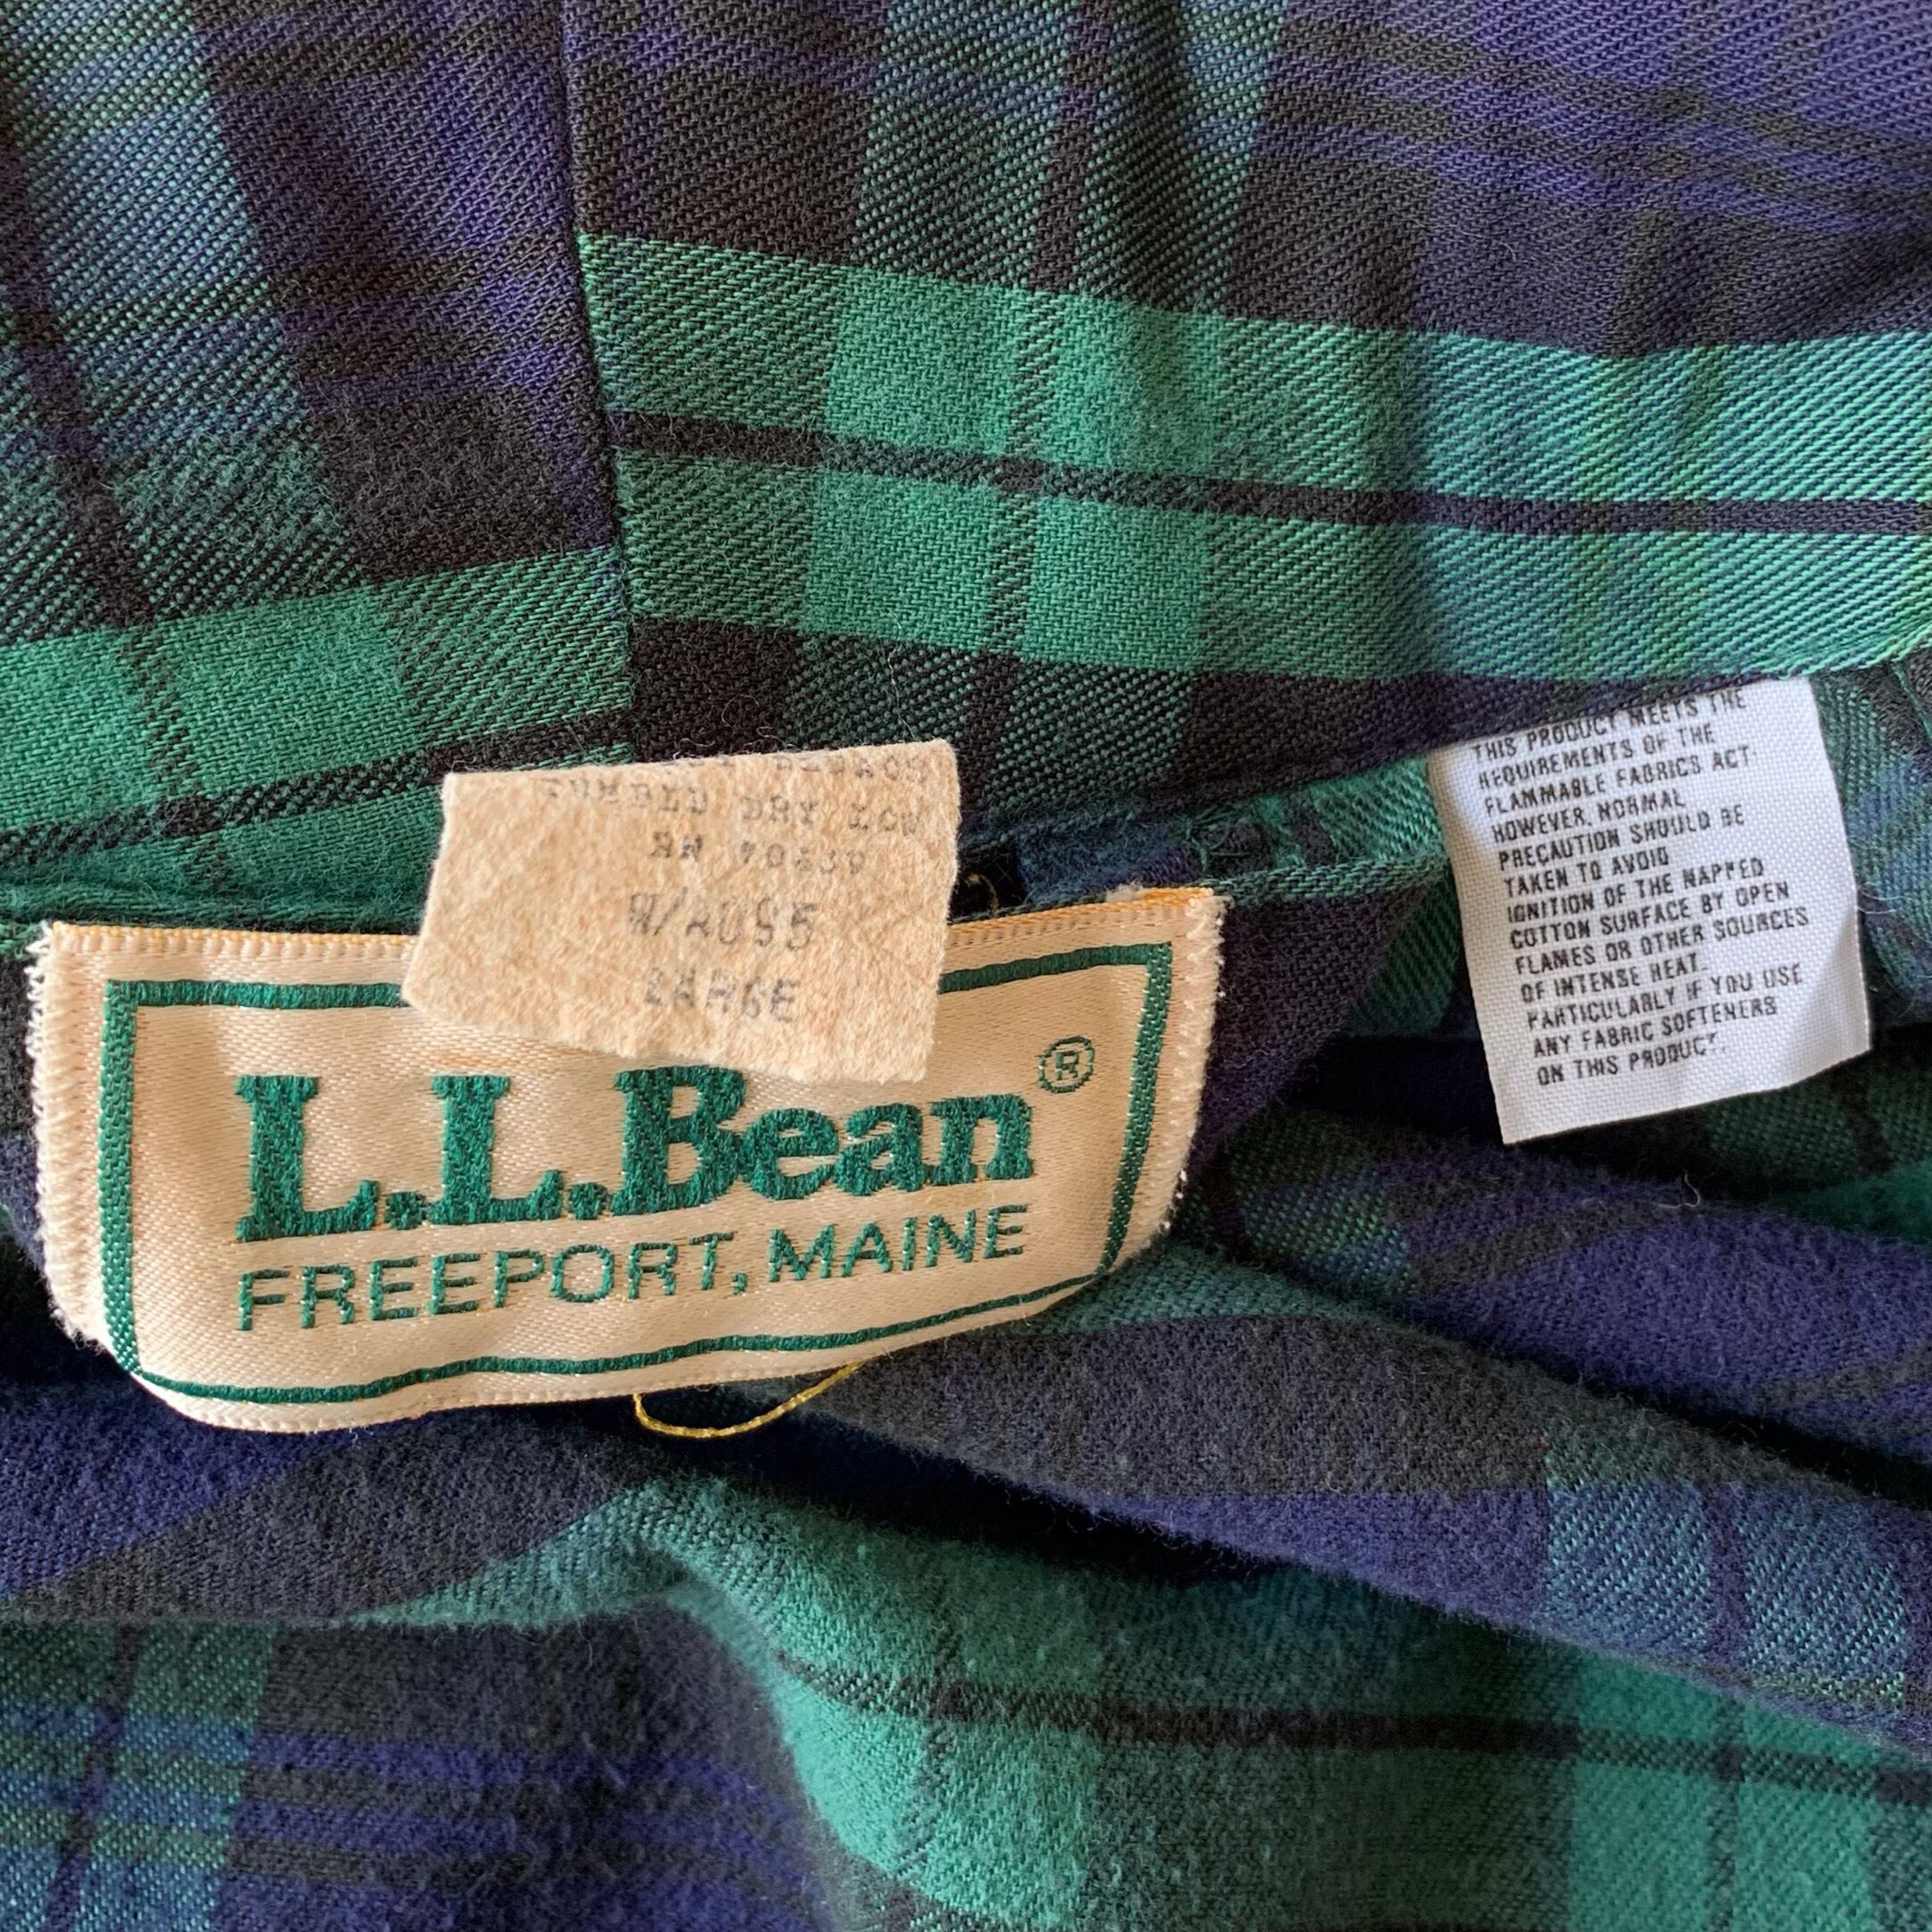 TUMBLE DRY LOW
RN 70639
LARGE
L.L.Bean®
FREEPORT, MAINE
THIS PRODUCT MEETS THE
REQUIREMENTS OF THE
FLAMMABLE FABRICS ACT.
HOWEVER, NORMAL
PRECAUTION SHOULD BE
TAKEN TO AVOID
IGNITION OF THE NAPPED
COTTON SURFACE BY OPEN
FLAMES OR OTHER SOURCES
OF INTENSE HEAT.
PARTICULARLY IF YOU USE
ANY FABRIC SOFTENERS
ON THIS PRODUCT.